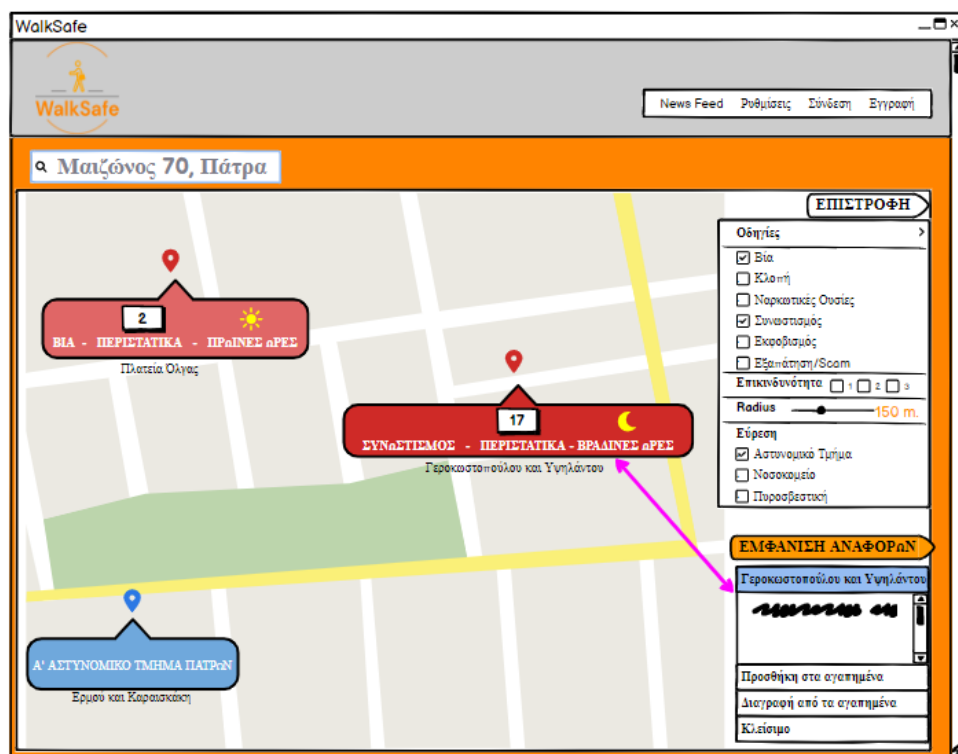 WalkSafe
WalkSafe
News Feed Ρυθμίσεις Σύνδεση Εγγραφή
Μαιζώνος 70, Πάτρα
ΕΠΙΣΤΡΟΦΗ
Οδηγίες >
Βία
Κλοπή
Ναρκωτικές Ουσίες
Συνωστισμός
Εκφοβισμός
Εξαπάτηση/Scam
Επικινδυνότητα 1 2 3
Radius 150 m.
Εύρεση
Αστυνομικό Τμήμα
Νοσοκομείο
Πυροσβεστική
2
ΒΙΑ - ΠΕΡΙΣΤΑΤΙΚΑ - ΠΡΩΙΝΕΣ ΩΡΕΣ
Πλατεία Όλγας
17
ΣΥΝΩΣΤΙΣΜΟΣ - ΠΕΡΙΣΤΑΤΙΚΑ - ΒΡΑΔΙΝΕΣ ΩΡΕΣ
Γεροκωστοπούλου και Υψηλάντου
Α' ΑΣΤΥΝΟΜΙΚΟ ΤΜΗΜΑ ΠΑΤΡΩΝ
Ερμού και Καραισκάκη
ΕΜΦΑΝΙΣΗ ΑΝΑΦΟΡΩΝ
Γεροκωστοπούλου και Υψηλάντου
Προσθήκη στα αγαπημένα
Διαγραφή από τα αγαπημένα
Κλείσιμο